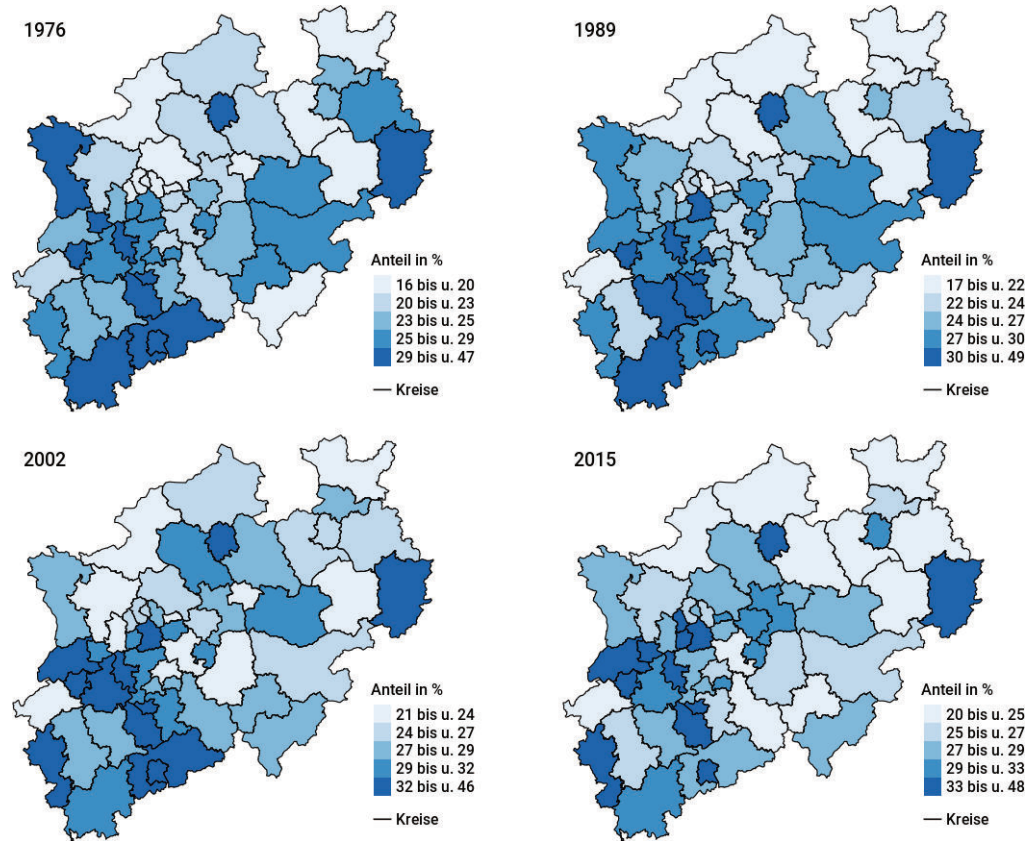 1976
Anteil in %
16 bis u. 20
20 bis u. 23
23 bis u. 25
25 bis u. 29
29 bis u. 47
Kreise
1989
Anteil in %
17 bis u. 22
22 bis u. 24
24 bis u. 27
27 bis u. 30
30 bis u. 49
Kreise
2002
Anteil in %
21 bis u. 24
24 bis u. 27
27 bis u. 29
29 bis u. 32
32 bis u. 46
Kreise
2015
Anteil in %
20 bis u. 25
25 bis u. 27
27 bis u. 29
29 bis u. 33
33 bis u. 48
Kreise